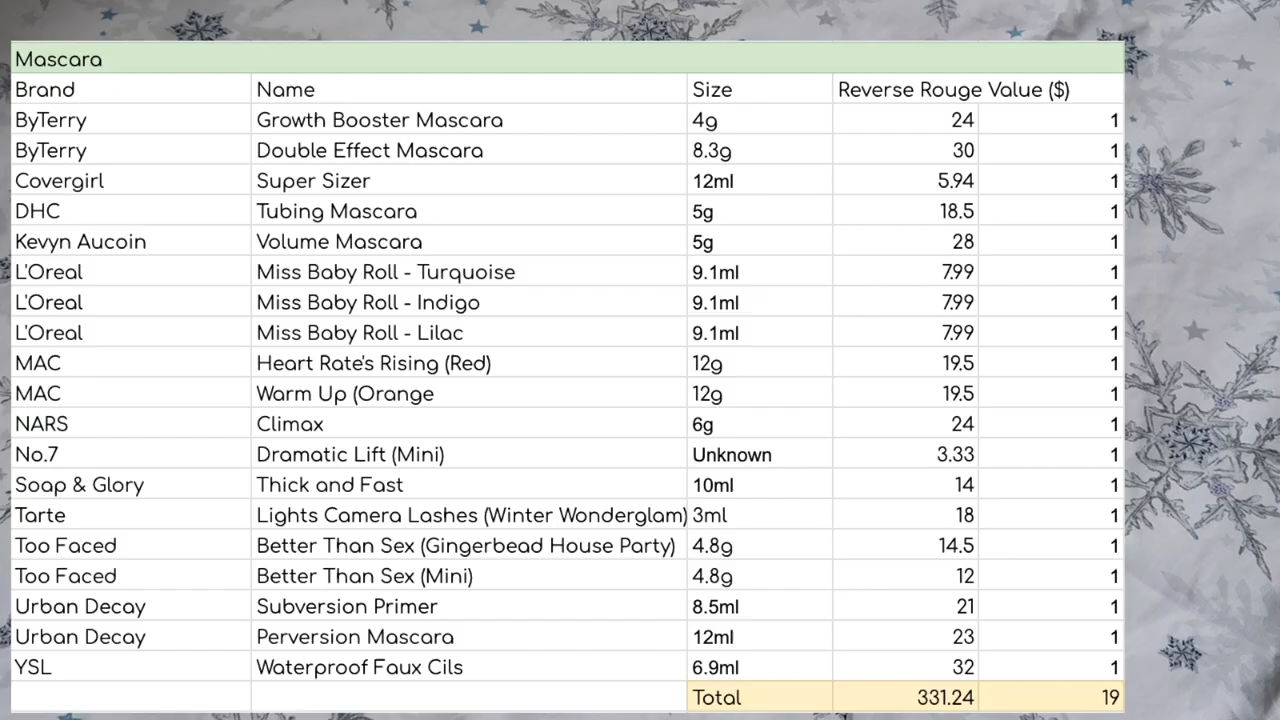 Mascara
Brand Name Size Reverse Rouge Value ($)
ByTerry Growth Booster Mascara 4g 24 1
ByTerry Double Effect Mascara 8.3g 30 1
Covergirl Super Sizer 12ml 5.94 1
DHC Tubing Mascara 5g 18.5 1
Kevyn Aucoin Volume Mascara 5g 28 1
L'Oreal Miss Baby Roll - Turquoise 9.1ml 7.99 1
L'Oreal Miss Baby Roll - Indigo 9.1ml 7.99 1
L'Oreal Miss Baby Roll - Lilac 9.1ml 7.99 1
MAC Heart Rate's Rising (Red) 12g 19.5 1
MAC Warm Up (Orange 12g 19.5 1
NARS Climax 6g 24 1
No.7 Dramatic Lift (Mini) Unknown 3.33 1
Soap & Glory Thick and Fast 10ml 14 1
Tarte Lights Camera Lashes (Winter Wonderglam) 3ml 18 1
Too Faced Better Than Sex (Gingerbead House Party) 4.8g 14.5 1
Too Faced Better Than Sex (Mini) 4.8g 12 1
Urban Decay Subversion Primer 8.5ml 21 1
Urban Decay Perversion Mascara 12ml 23 1
YSL Waterproof Faux Cils 6.9ml 32 1
Total 331.24 19